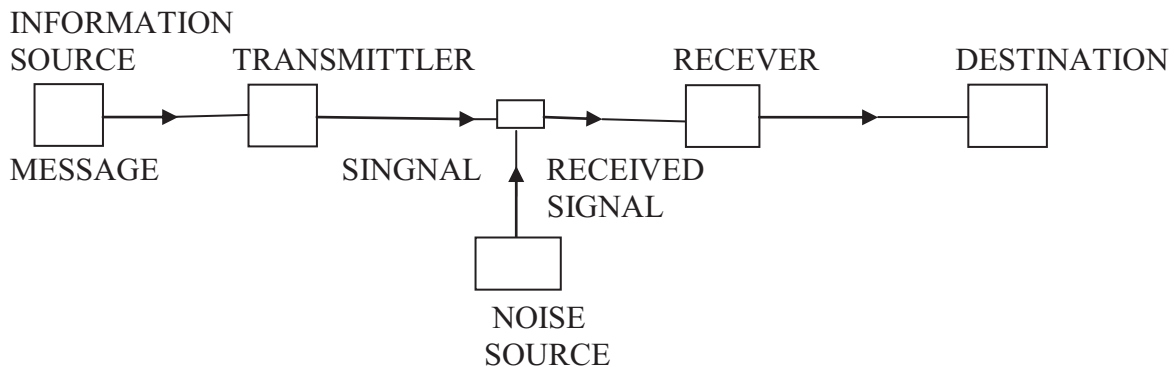 INFORMATION
SOURCE
TRANSMITTLER
RECEVER
DESTINATION
MESSAGE
SINGNAL
RECEIVED
SIGNAL
NOISE
SOURCE